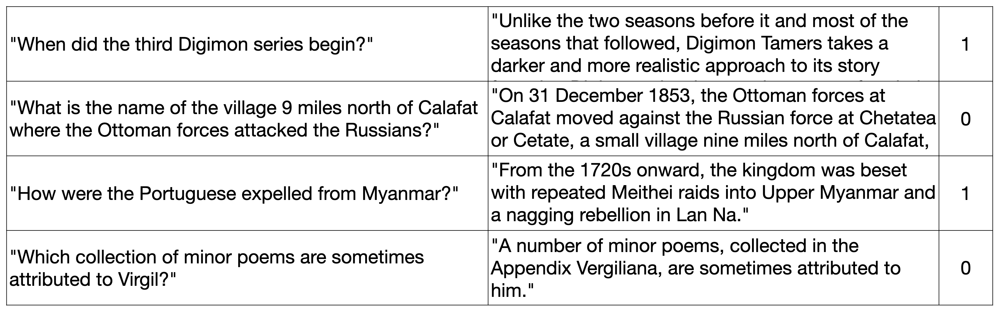 "When did the third Digimon series begin?"
"Unlike the two seasons before it and most of the
seasons that followed, Digimon Tamers takes a
darker and more realistic approach to its story
1
"What is the name of the village 9 miles north of Calafat
where the Ottoman forces attacked the Russians?"
"On 31 December 1853, the Ottoman forces at
Calafat moved against the Russian force at Chetatea
or Cetate, a small village nine miles north of Calafat,
0
"How were the Portuguese expelled from Myanmar?"
"From the 1720s onward, the kingdom was beset
with repeated Meithei raids into Upper Myanmar and
a nagging rebellion in Lan Na."
1
"Which collection of minor poems are sometimes
attributed to Virgil?"
"A number of minor poems, collected in the
Appendix Vergiliana, are sometimes attributed to
him."
0